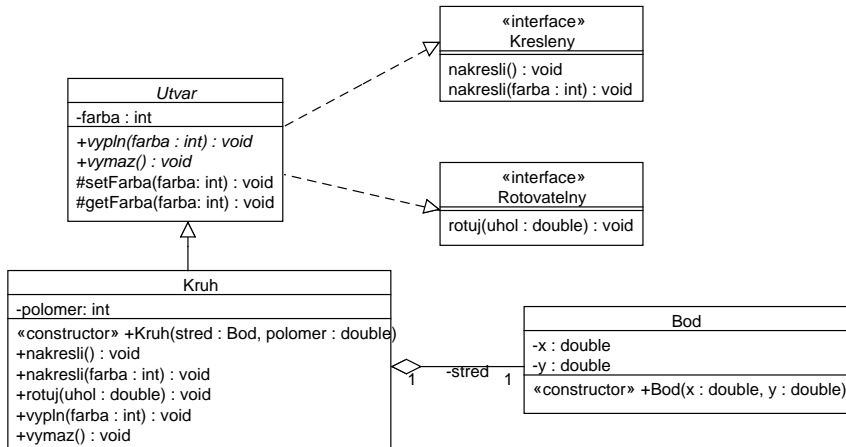 «interface»
Kresleny
nakresli() : void
nakresli(farba : int) : void
Utvar
-farba : int
+vypln(farba : int) : void
+vymaz() : void
#setFarba(farba: int) : void
#getFarba(farba: int) : void
«interface»
Rotovatelny
rotuj(uhol : double) : void
Kruh
-polomer: int
«constructor» +Kruh(stred : Bod, polomer : double)
+nakresli() : void
+nakresli(farba : int) : void
+rotuj(uhol : double) : void
+vypln(farba : int) : void
+vymaz() : void
1
-stred
1
Bod
-x : double
-y : double
«constructor» +Bod(x : double, y : double)